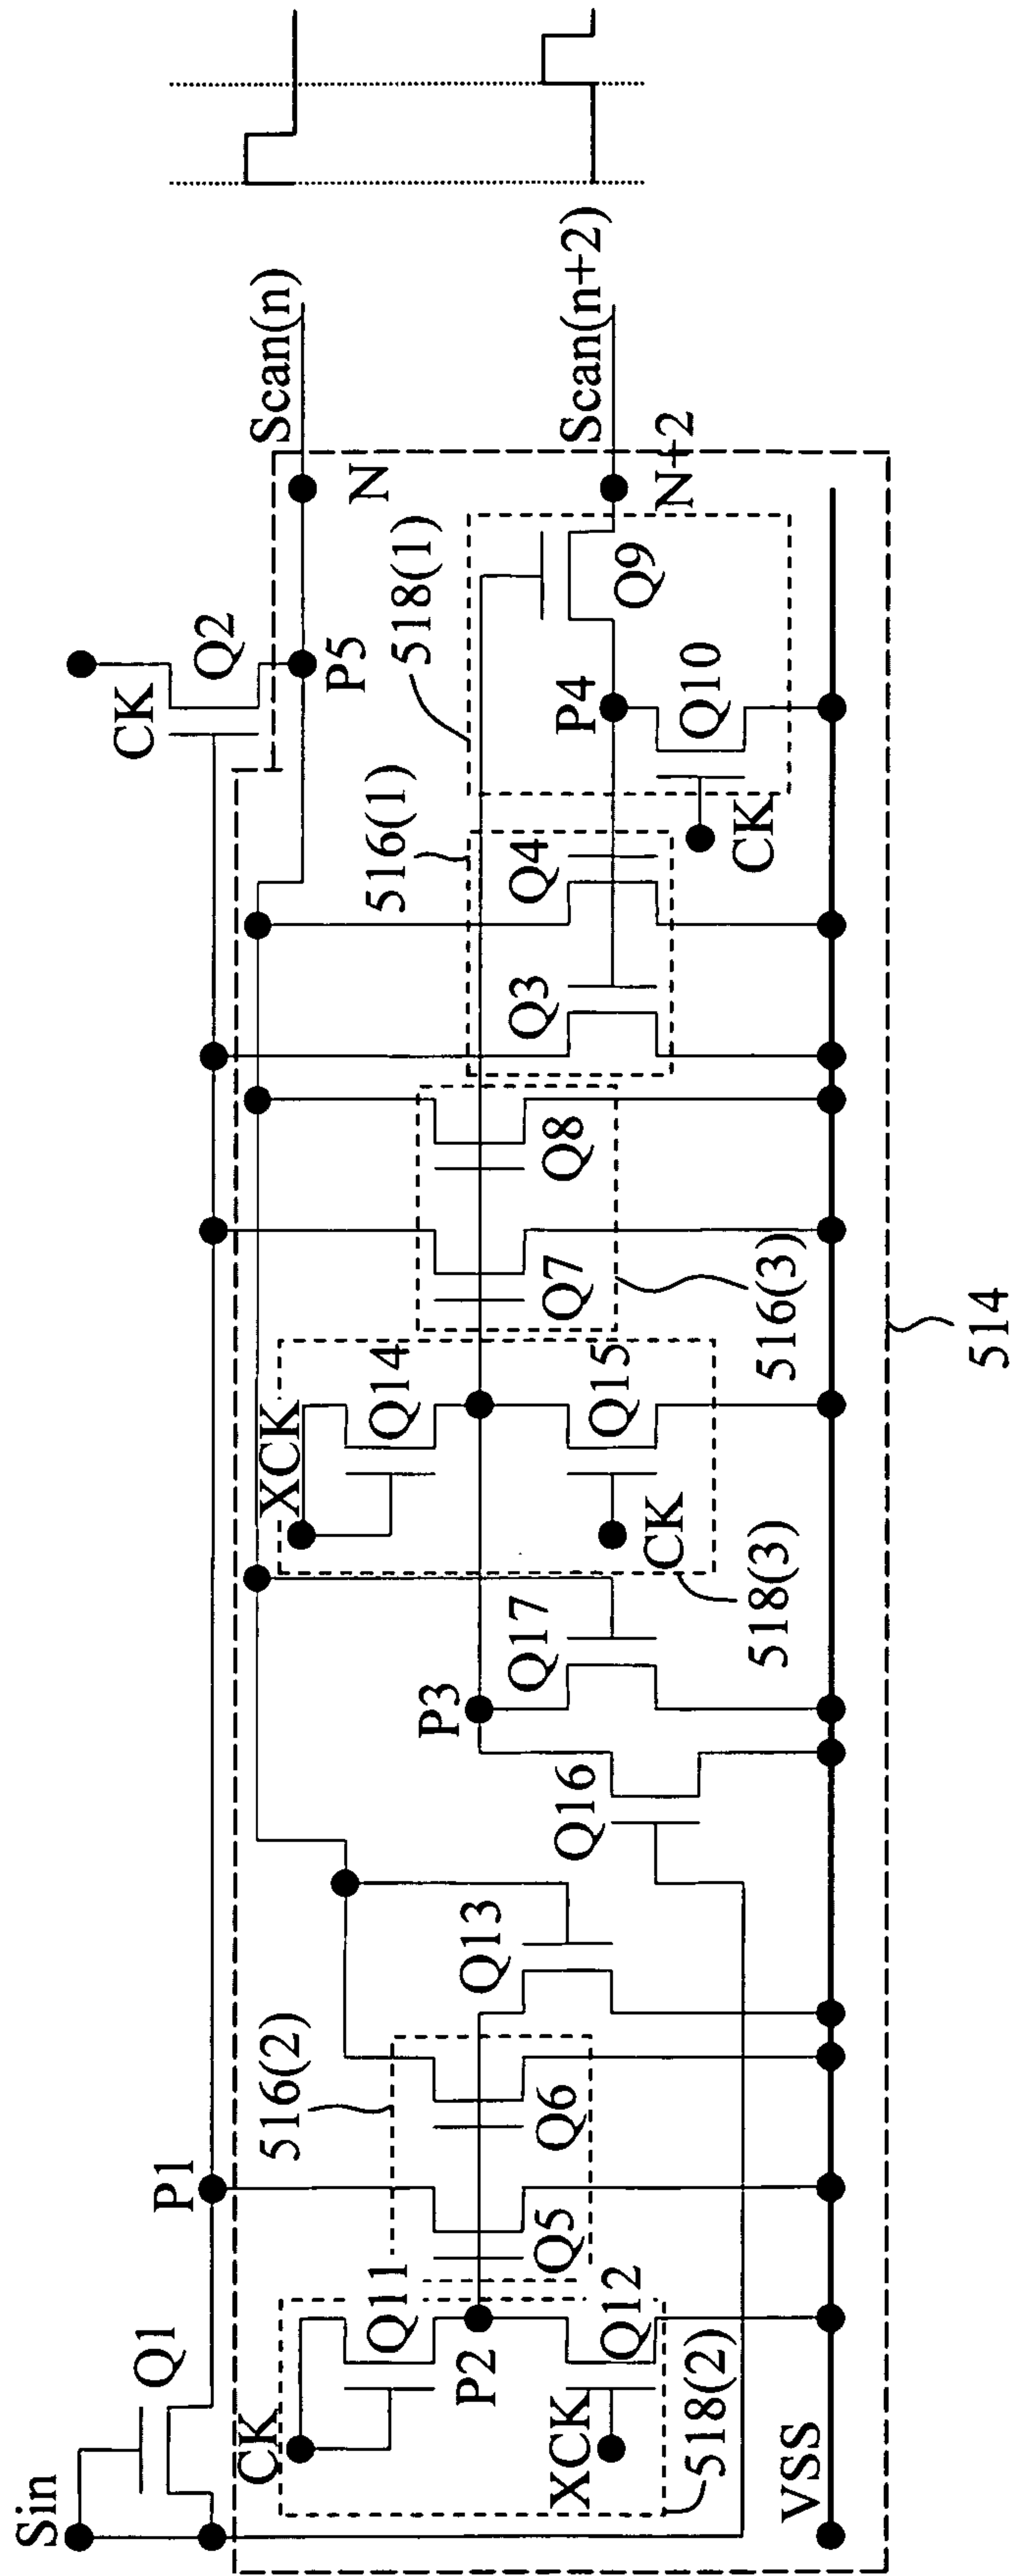 Sin
Q1
P1
CK
Q2
Scan(n)
N
P5
CK
Q11
P2
Q12
XCK
518(2)
516(2)
Q5
Q6
Q13
Q16
P3
Q17
XCK
Q14
Q15
CK
518(3)
Q7
Q8
516(3)
516(1)
Q3
Q4
518(1)
P4
Q9
Q10
CK
Scan(n+2)
N+2
VSS
514